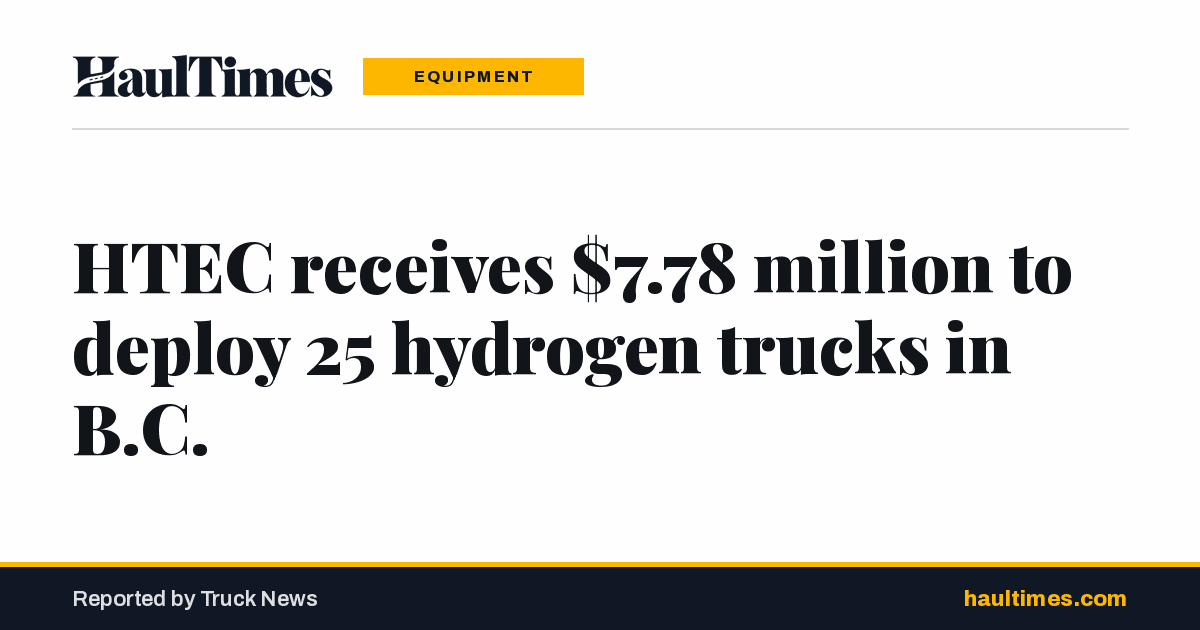 HaulTimes
EQUIPMENT
HTEC receives $7.78 million to
deploy 25 hydrogen trucks in
B.C.
Reported by Truck News
haultimes.com